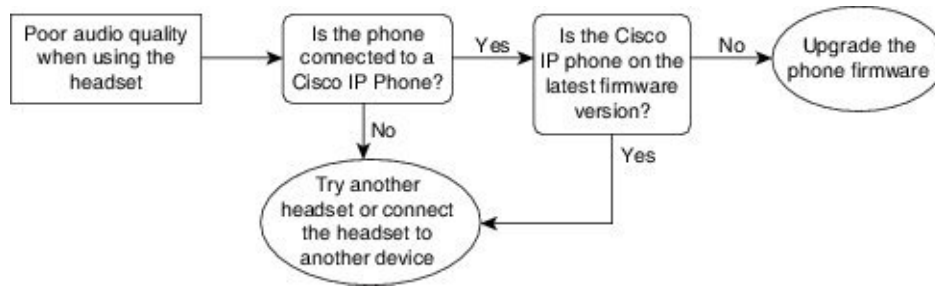 Poor audio quality
when using the
headset
Is the phone
connected to a
Cisco IP Phone?
Yes
Is the Cisco
IP phone on the
latest firmware
version?
No
Upgrade the
phone firmware
No
Yes
Try another
headset or connect
the headset to
another device